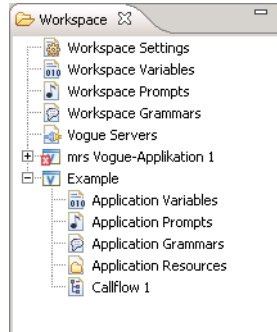 Workspace
Workspace Settings
Workspace Variables
Workspace Prompts
Workspace Grammars
Vogue Servers
mrs Vogue-Applikation 1
Example
Application Variables
Application Prompts
Application Grammars
Application Resources
Callflow 1